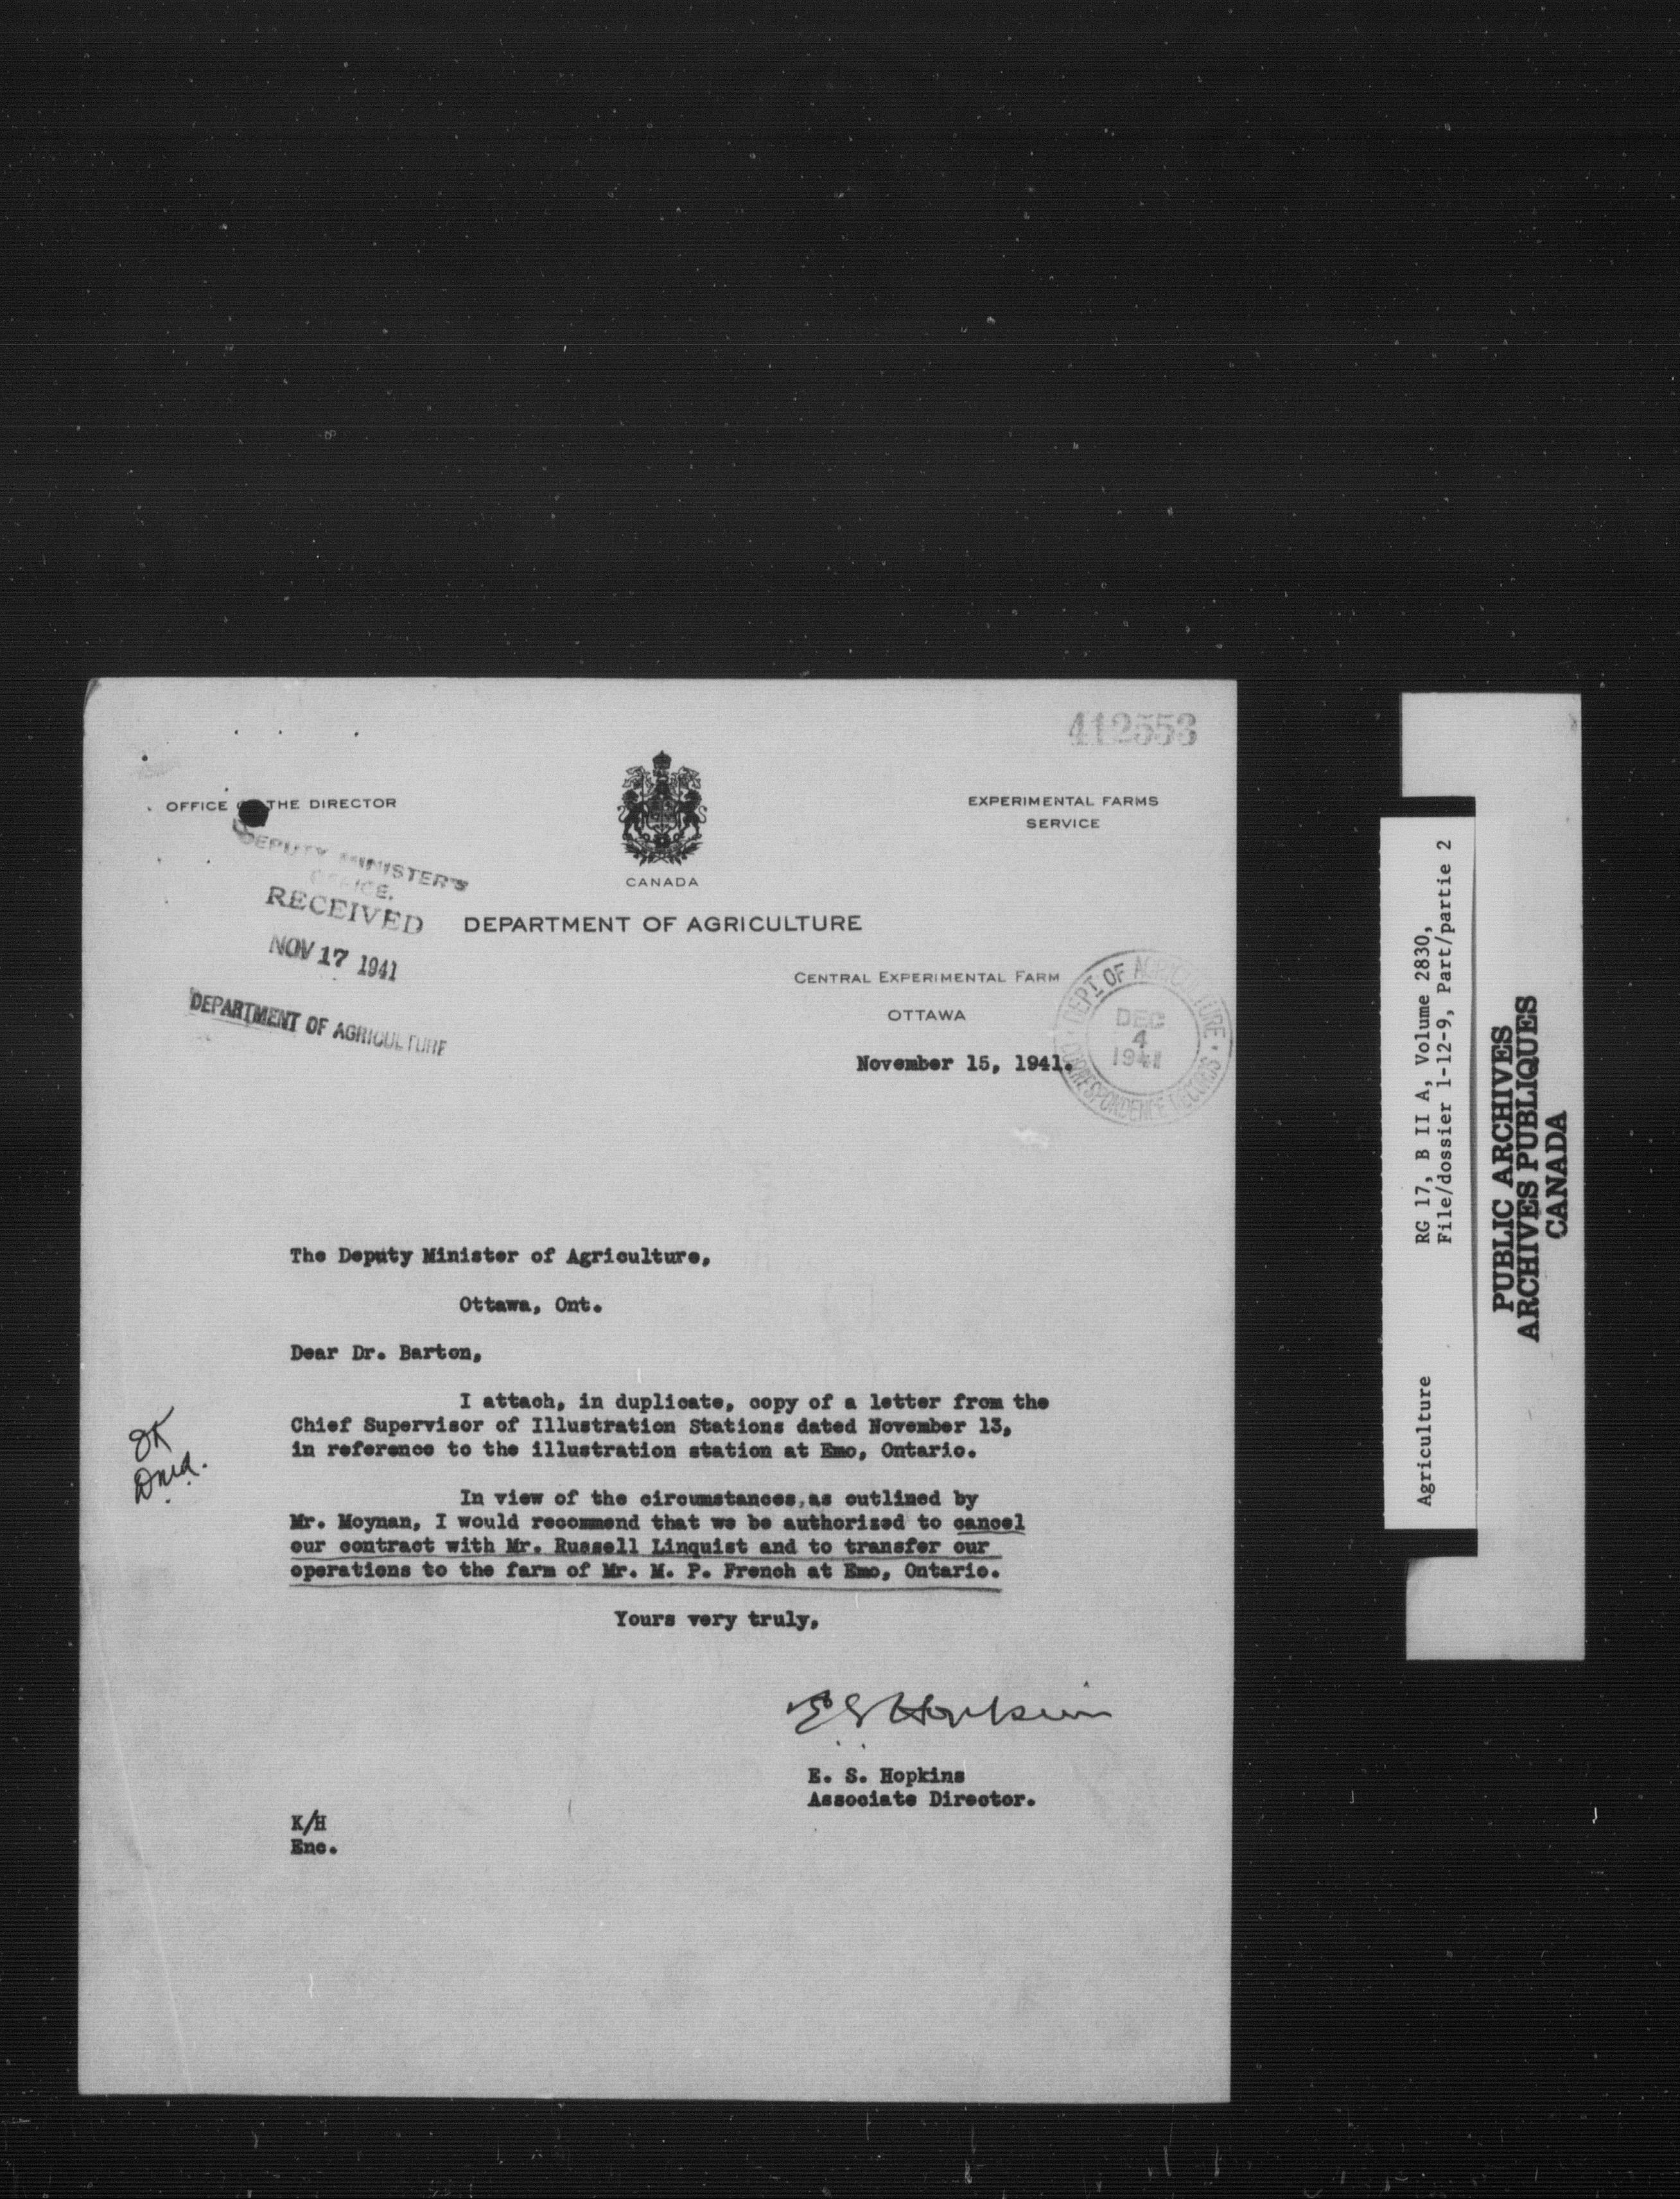 412553
OFFICE THE DIRECTOR
EXPERIMENTAL FARMS
SERVICE
CANADA
DEPUTY MINISTER'S
OFFICE.
RECEIVED
NOV 17 1941
DEPARTMENT OF AGRICULTURE
DEPARTMENT OF AGRICULTURE
CENTRAL EXPERIMENTAL FARM
OTTAWA
DEPT OF AGRICULTURE
DEC
4
1941
CORRESPONDENCE RECORDS
November 15, 1941.
The Deputy Minister of Agriculture,
Ottawa, Ont.
Dear Dr. Barton,
I attach, in duplicate, copy of a letter from the
Chief Supervisor of Illustration Stations dated November 13,
in reference to the illustration station at Emo, Ontario.
OK
In view of the circumstances, as outlined by
Mr. Moynan, I would recommend that we be authorized to cancel
our contract with Mr. Russell Linquist and to transfer our
operations to the farm of Mr. M. P. French at Emo, Ontario.
Yours very truly,
E S Hopkins
E. S. Hopkins
Associate Director.
K/H
Enc.
Agriculture RG 17, B II A, Volume 2830,
File/dossier 1-12-9, Part/partie 2
PUBLIC ARCHIVES
ARCHIVES PUBLIQUES
CANADA